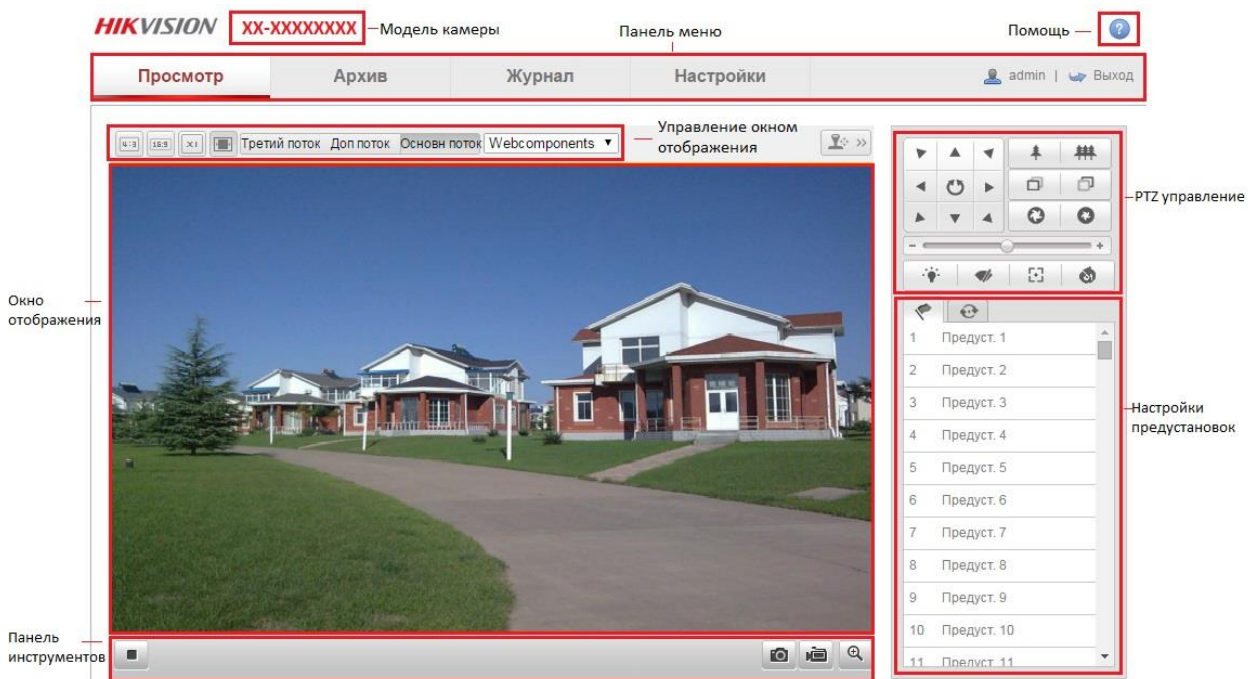 HIKVISION XX-XXXXXXXX Модель камеры
Панель меню
Помощь
?
Просмотр Архив Журнал Настройки admin | Выход
4:3 16:9 X1 Третий поток Доп поток Основн поток Webcomponents
Управление окном
отображения
PTZ управление
Окно
отображения
1 Предуст. 1
2 Предуст. 2
3 Предуст. 3
4 Предуст. 4
5 Предуст. 5
6 Предуст. 6
7 Предуст. 7
8 Предуст. 8
9 Предуст. 9
10 Предуст. 10
11 Предуст. 11
Настройки
предустановок
Панель
инструментов